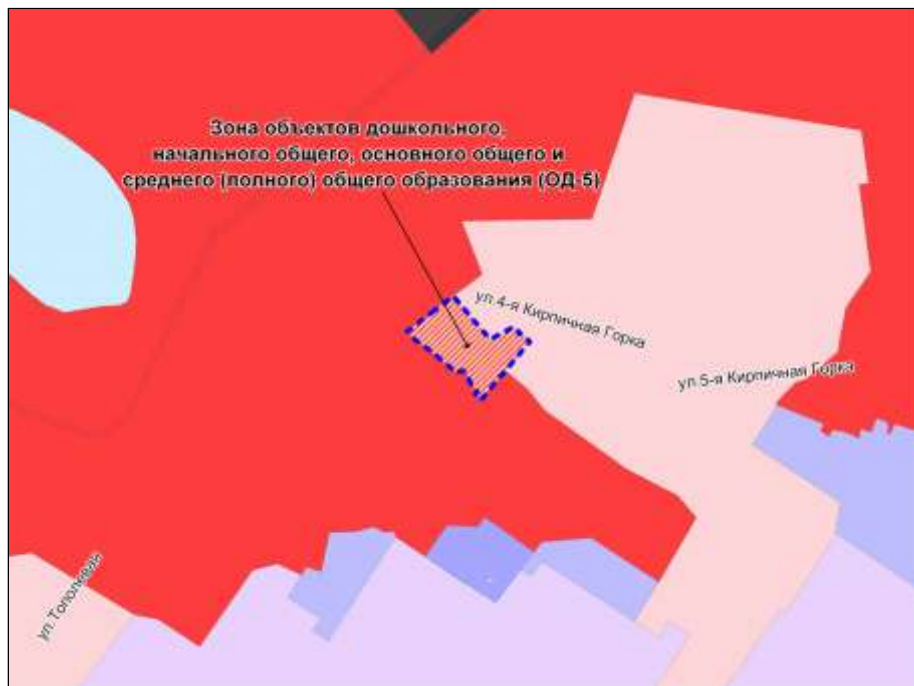 Зона объектов дошкольного,
начального общего, основного общего и
среднего (полного) общего образования (ОД-5)
ул.4-я Кирпичная Горка
ул.5-я Кирпичная Горка
ул.Тополевая